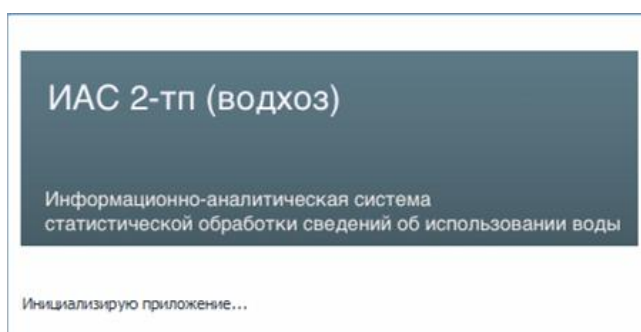 ИАС 2-тп (водхоз)
Информационно-аналитическая система
статистической обработки сведений об использовании воды
Инициализирую приложение...